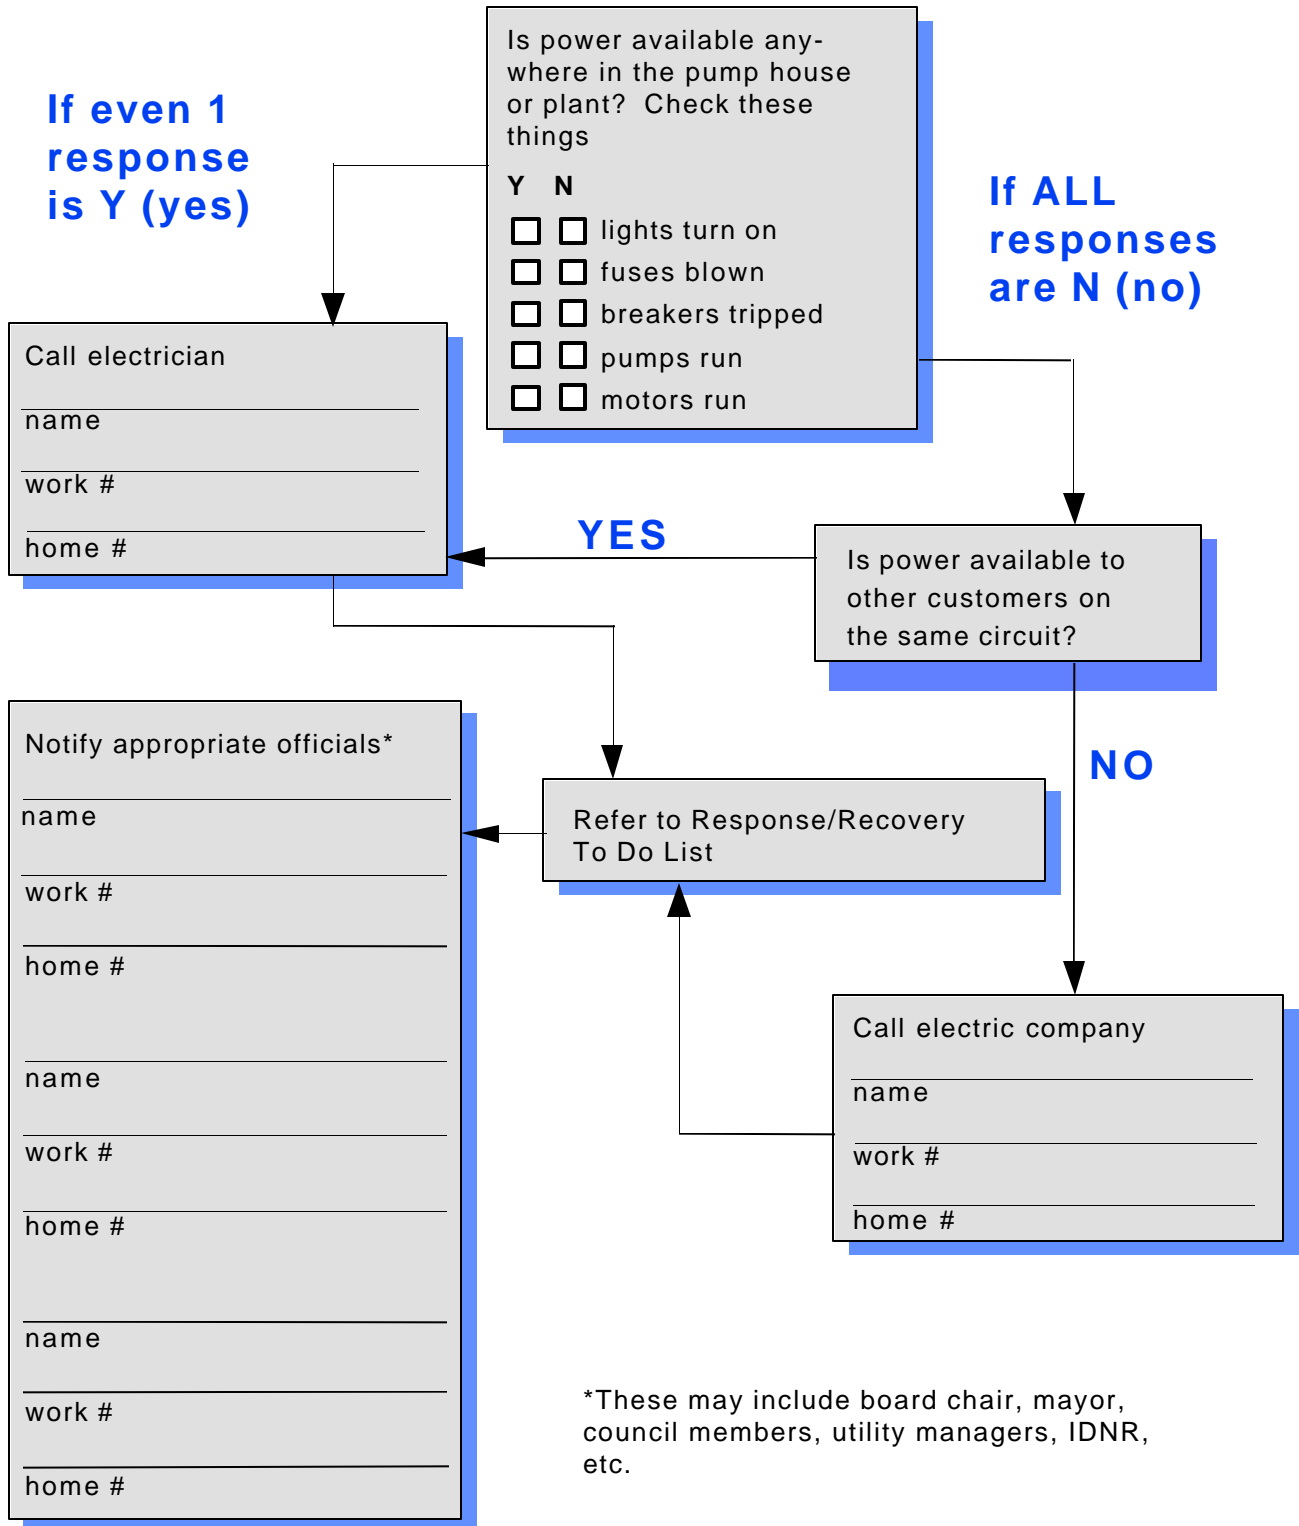 Is power available any-
where in the pump house
or plant?  Check these
things
Y N
lights turn on
fuses blown
breakers tripped
pumps run
motors run
If even 1
response
is Y (yes)
If ALL
responses
are N (no)
Call electrician
name
work #
home #
YES
Is power available to
other customers on
the same circuit?
NO
Notify appropriate officials*
name
work #
home #
name
work #
home #
name
work #
home #
Refer to Response/Recovery
To Do List
Call electric company
name
work #
home #
*These may include board chair, mayor,
council members, utility managers, IDNR,
etc.